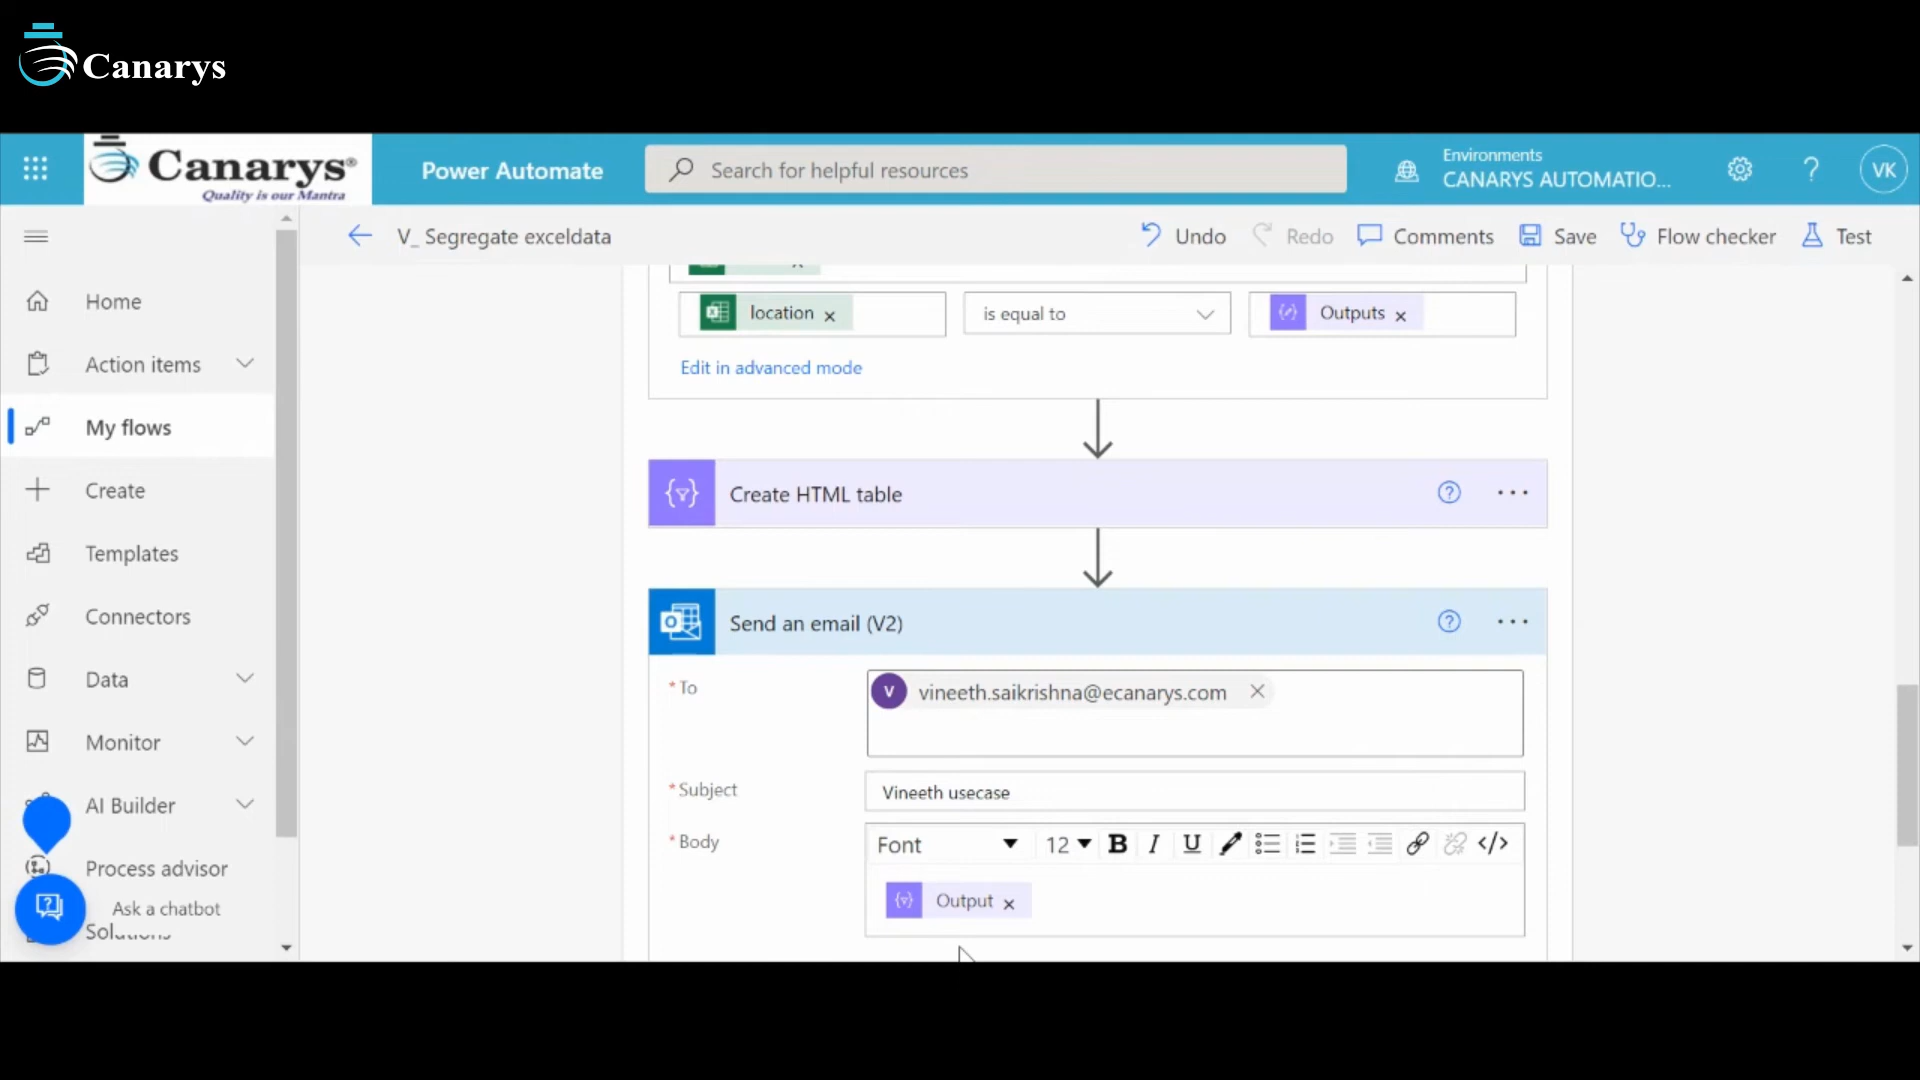 Canarys
Canarys®
Quality is our Mantra
Power Automate
Search for helpful resources
Environments
CANARYS AUTOMATIO...
?
VK
V_ Segregate exceldata
Undo
Redo
Comments
Save
Flow checker
Test
Home
Action items
My flows
Create
Templates
Connectors
Data
Monitor
AI Builder
Process advisor
Ask a chatbot
Solutions
location ×
is equal to
Outputs ×
Edit in advanced mode
Create HTML table
? ...
Send an email (V2)
? ...
* To
V vineeth.saikrishna@ecanarys.com ×
* Subject
Vineeth usecase
* Body
Font 12 B I U </>
Output ×